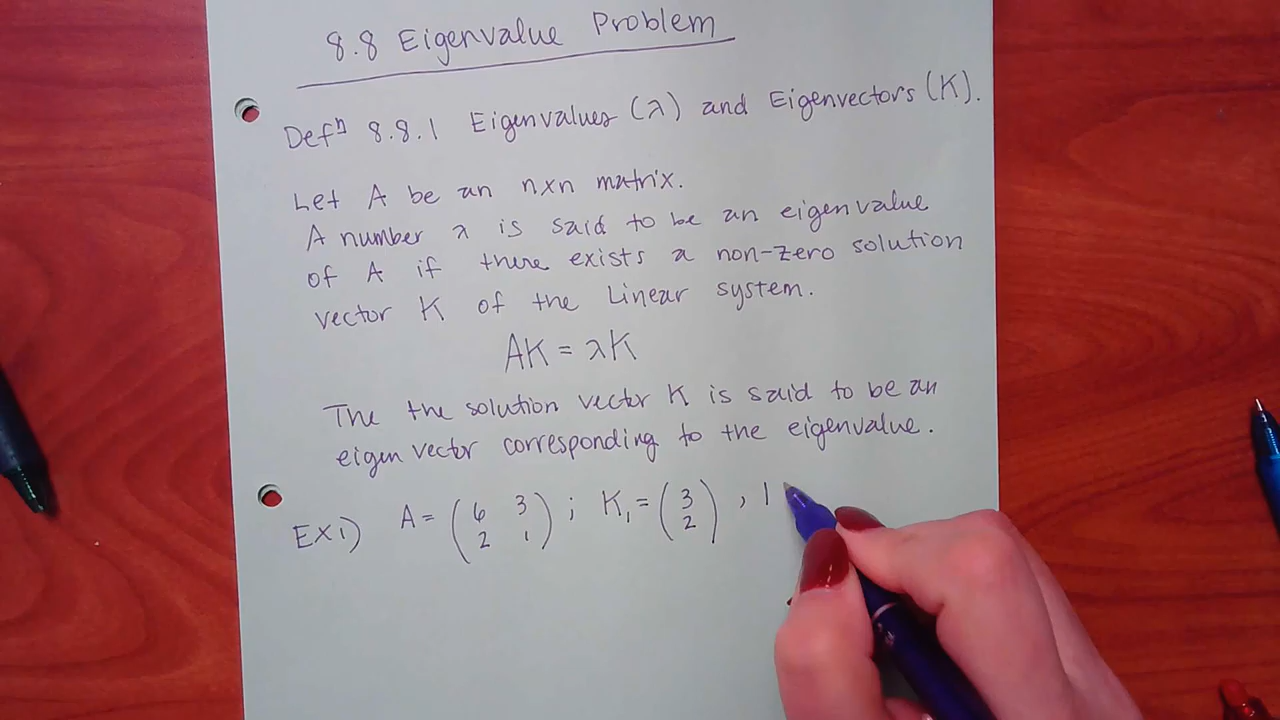 8.8 Eigenvalue Problem
Defⁿ 8.8.1 Eigenvalues (λ) and Eigenvectors (K).
Let A be an nxn matrix.
A number λ is said to be an eigenvalue
of A if there exists a non-zero solution
vector K of the Linear system.
AK = λK
The the solution vector K is said to be an
eigen vector corresponding to the eigenvalue.
EX1) A = (6 3
2 1) ; K₁ = (3
2) ,